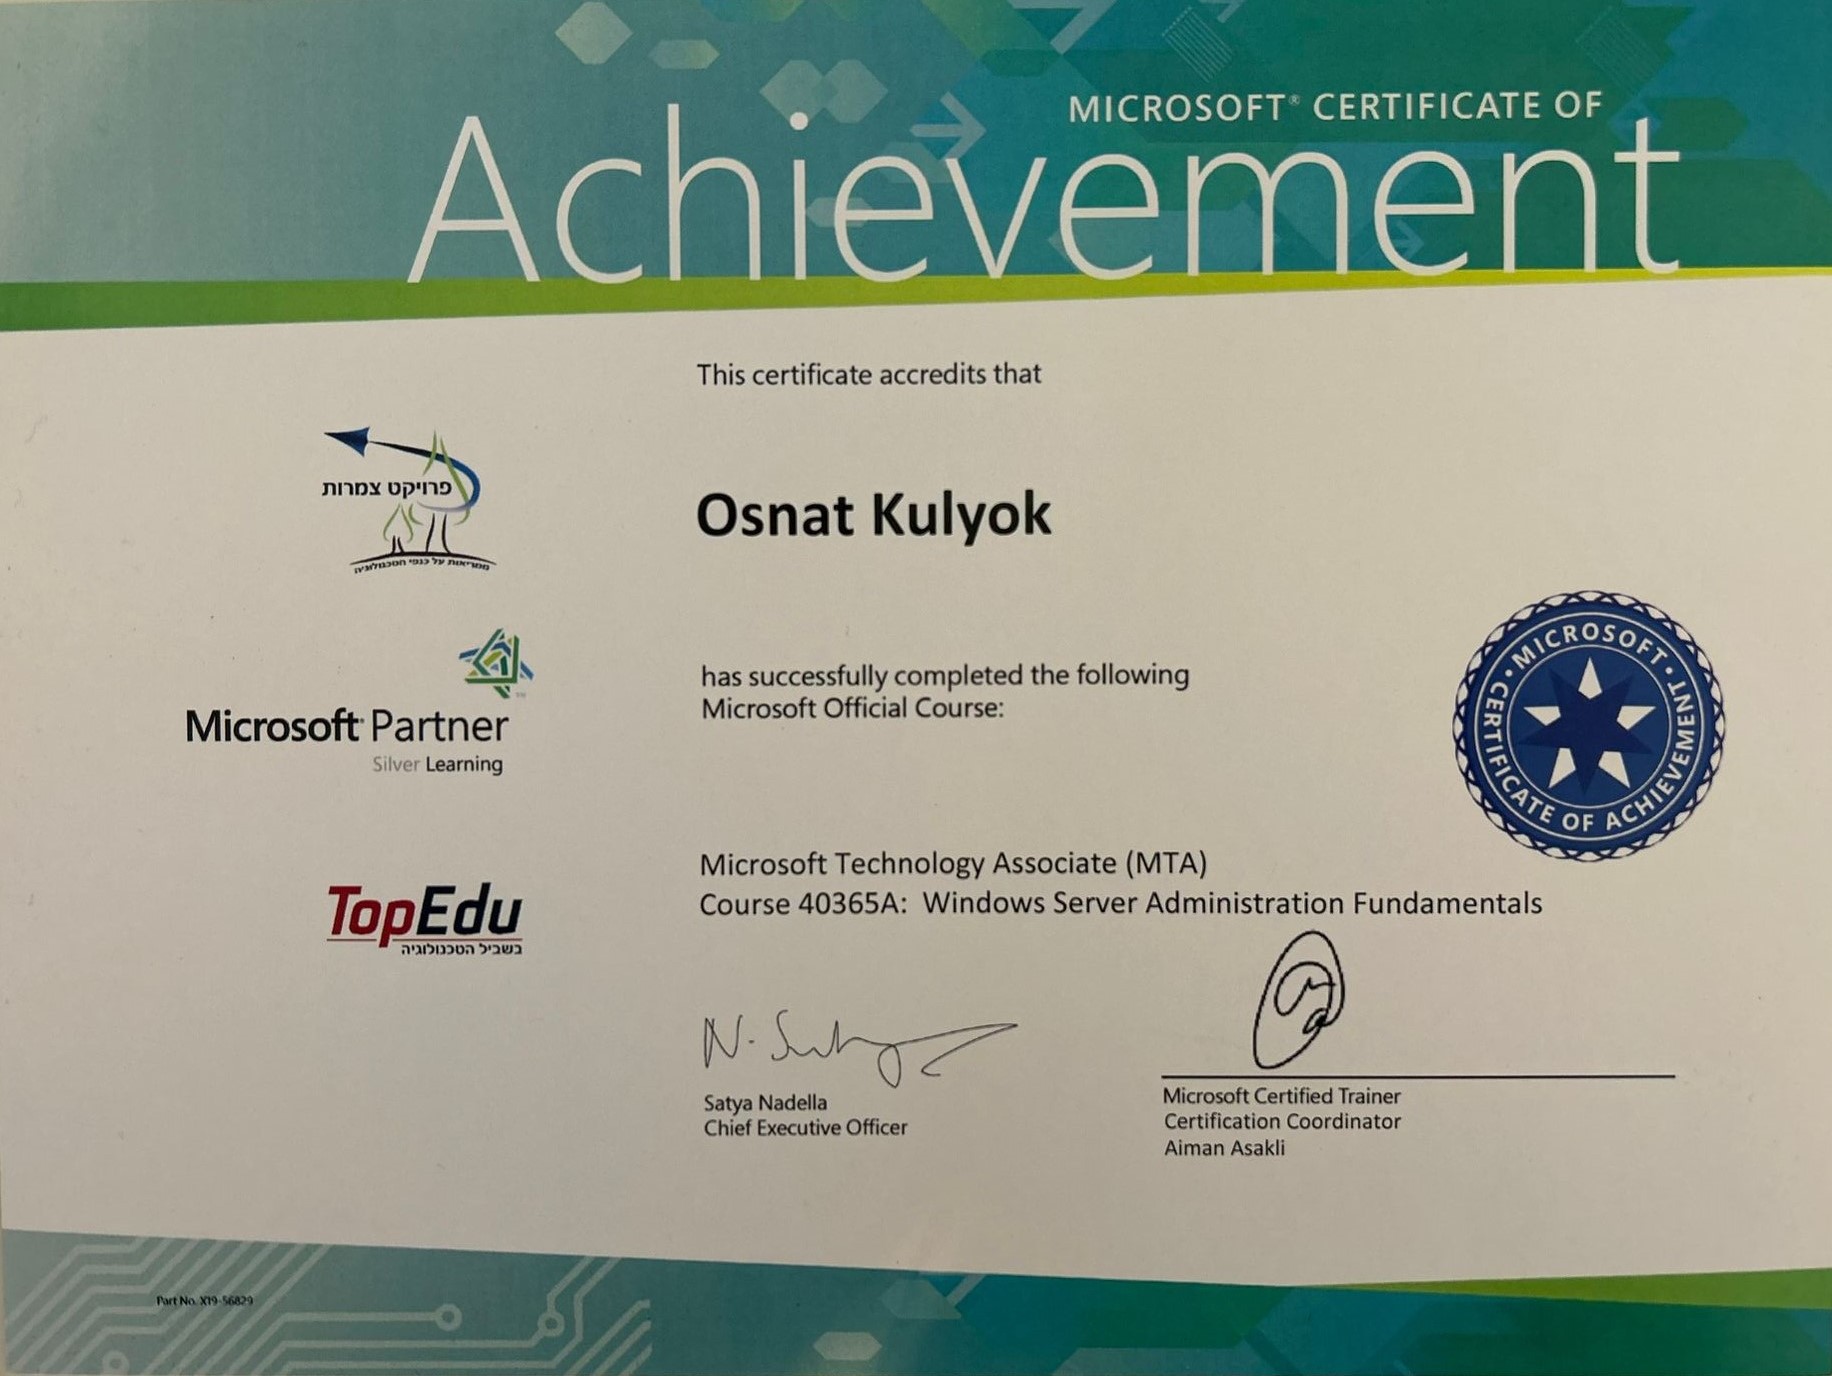 MICROSOFT® CERTIFICATE OF
Achievement
This certificate accredits that
פרויקט צמרות
ממריאות על כנפי הטכנולוגיה
Osnat Kulyok
has successfully completed the following
Microsoft Official Course:
Microsoft Partner
Silver Learning
MICROSOFT • CERTIFICATE OF ACHIEVEMENT •
Microsoft Technology Associate (MTA)
Course 40365A: Windows Server Administration Fundamentals
TopEdu
בשביל הטכנולוגיה
Satya Nadella
Chief Executive Officer
Microsoft Certified Trainer
Certification Coordinator
Aiman Asakli
Part No. X19-56829